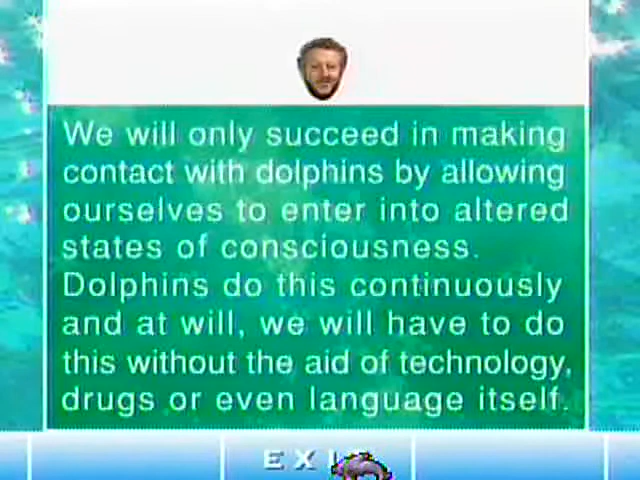 We will only succeed in making
contact with dolphins by allowing
ourselves to enter into altered
states of consciousness.
Dolphins do this continuously
and at will, we will have to do
this without the aid of technology,
drugs or even language itself.